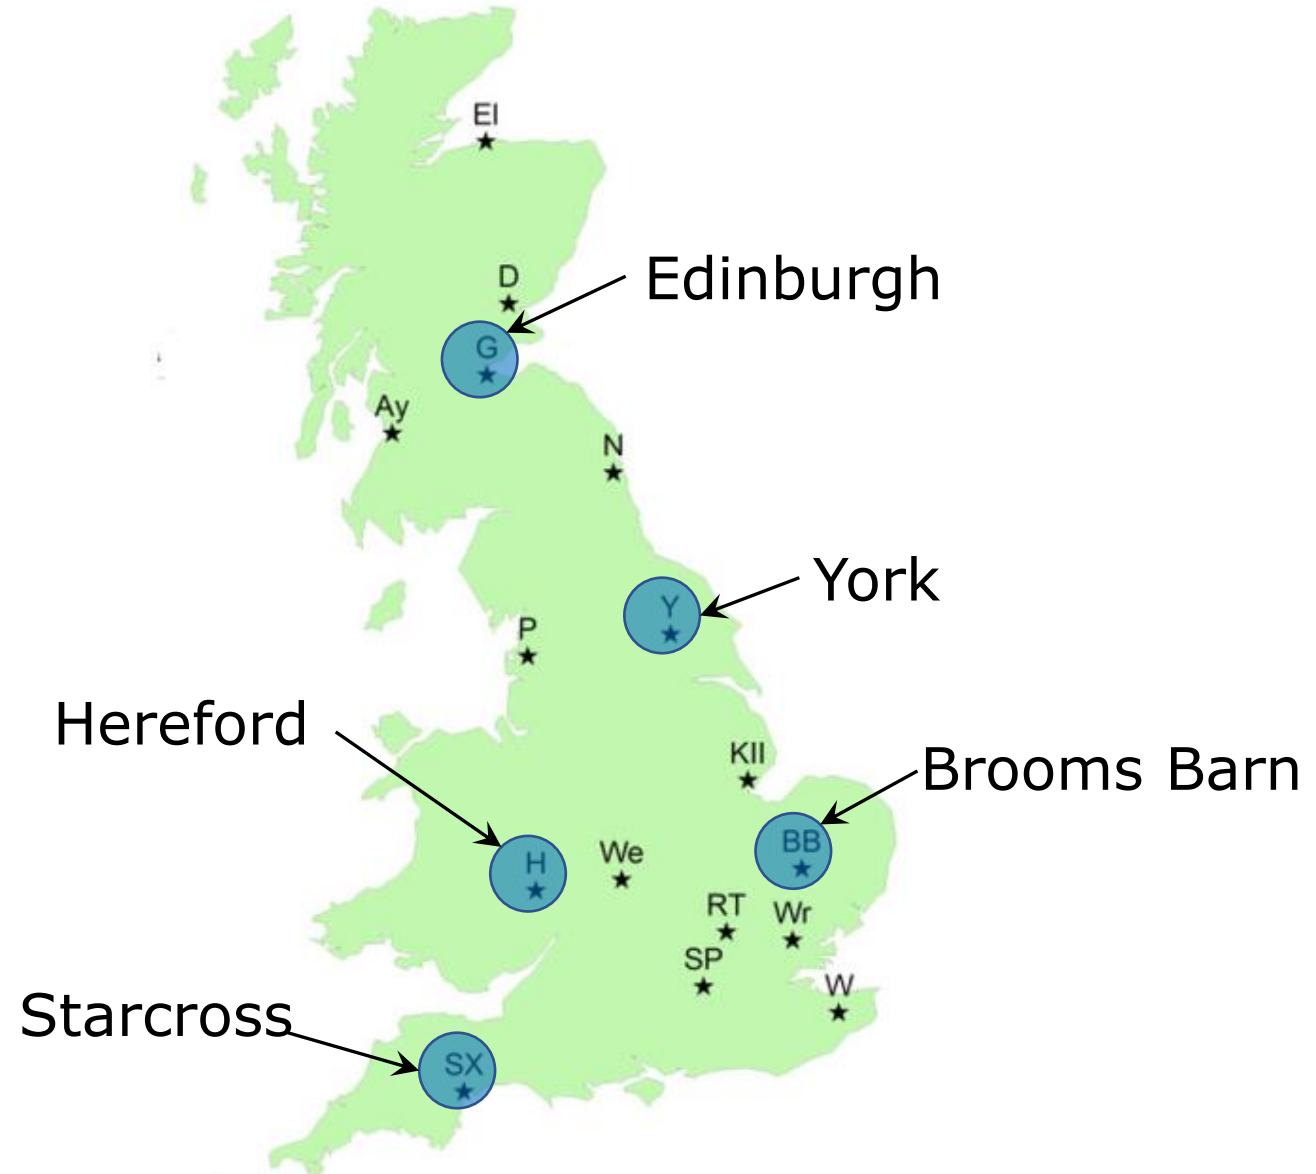 El
D
Edinburgh
G
Ay
N
York
Y
P
Hereford
KII
Brooms Barn
BB
We
H
RT
Wr
SP
W
Starcross
SX